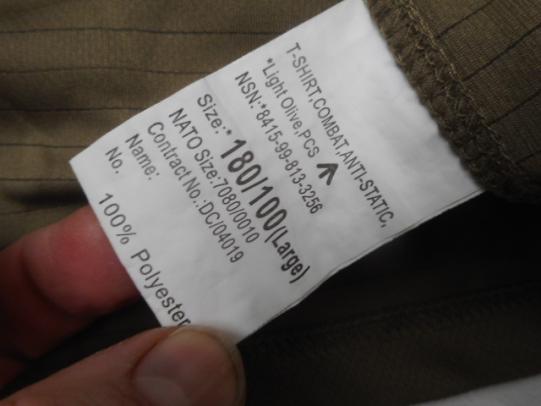 T-SHIRT,COMBAT,ANTI-STATIC,
*Light Olive,PCS
NSN:*8415-99-813-3256
Size:* 180/100(Large)
NATO Size:7080/0010
Contract No.:DC/04019
Name:
No.
100% Polyester